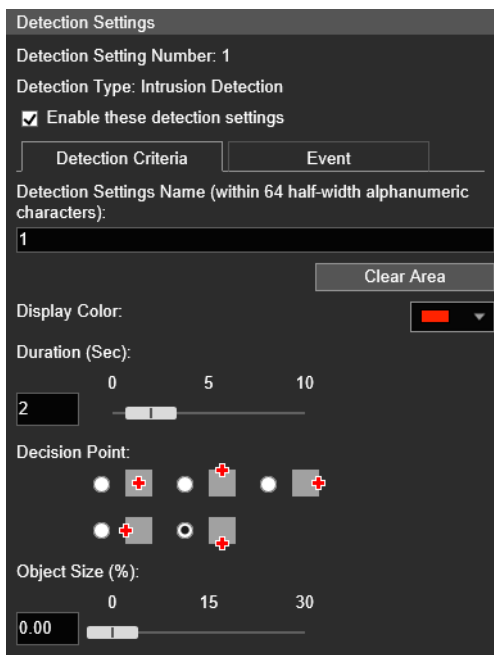 Detection Settings
Detection Setting Number: 1
Detection Type: Intrusion Detection
Enable these detection settings
Detection Criteria Event
Detection Settings Name (within 64 half-width alphanumeric
characters):
1
Clear Area
Display Color:
Duration (Sec):
0 5 10
2
Decision Point:
Object Size (%):
0 15 30
0.00